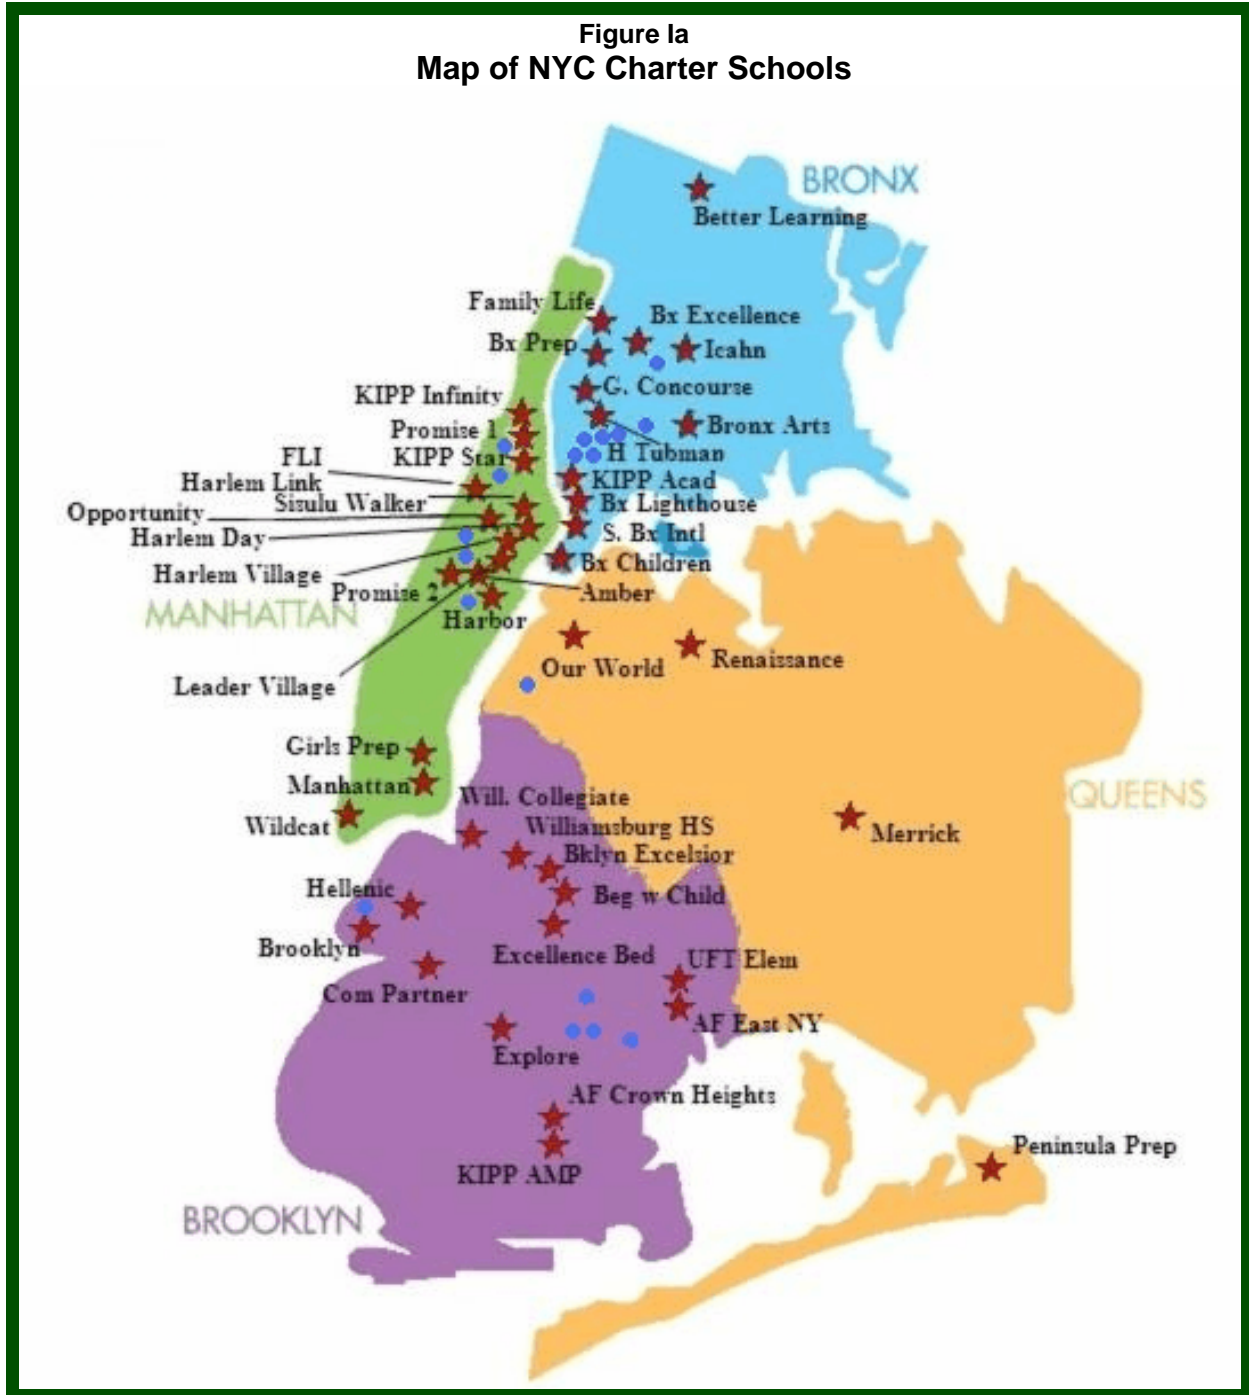 Figure Ia
Map of NYC Charter Schools
BRONX
Better Learning
Family Life
Bx Excellence
Bx Prep
Icahn
G. Concourse
KIPP Infinity
Promise 1
Bronx Arts
FLI
KIPP Star
H Tubman
Harlem Link
KIPP Acad
Sisulu Walker
Bx Lighthouse
Opportunity
Harlem Day
S. Bx Intl
Harlem Village
Bx Children
Promise 2
Amber
MANHATTAN
Harbor
Our World
Renaissance
Leader Village
Girls Prep
Manhattan
Will. Collegiate
QUEENS
Wildcat
Williamsburg HS
Merrick
Bklyn Excelsior
Hellenic
Beg w Child
Brooklyn
Excellence Bed
UFT Elem
Com Partner
AF East NY
Explore
AF Crown Heights
Peninsula Prep
KIPP AMP
BROOKLYN